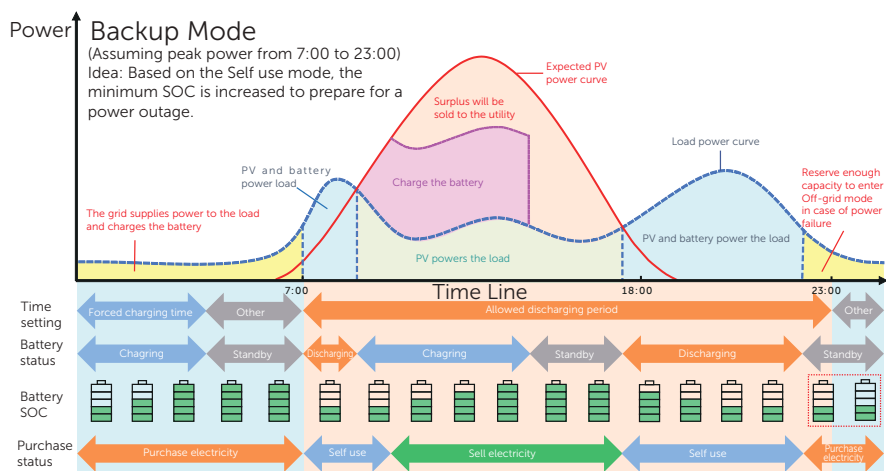 Power
Backup Mode
(Assuming peak power from 7:00 to 23:00)
Idea: Based on the Self use mode, the
minimum SOC is increased to prepare for a
power outage.
Expected PV
power curve
Surplus will be
sold to the utility
Load power curve
PV and battery
power load
Charge the battery
Reserve enough
capacity to enter
Off-grid mode
in case of power
failure
The grid supplies power to the load
and charges the battery
PV and battery power the load
PV powers the load
7:00
Time Line
18:00
23:00
Time
setting
Forced charging time
Other
Allowed discharging period
Other
Battery
status
Chagring
Standby
Discharging
Chagring
Standby
Discharging
Standby
Battery
SOC
Purchase
status
Purchase electricity
Self use
Sell electricity
Self use
Purchase
electricity